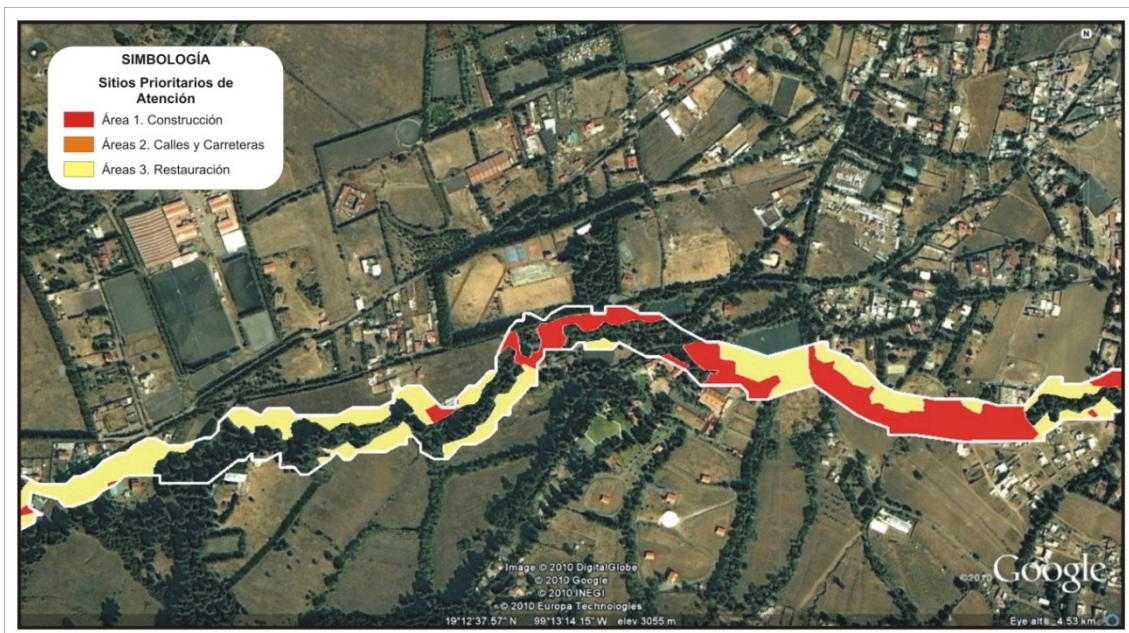 SIMBOLOGÍA
Sitios Prioritarios de
Atención
Área 1. Construcción
Áreas 2. Calles y Carreteras
Áreas 3. Restauración
N
Image © 2010 DigitalGlobe
© 2010 Google
© 2010 INEGI
© 2010 Europa Technologies
©2010 Google
19°12'37.57" N 99°13'14.15" W elev 3055 m
Eye alt 4.53 km